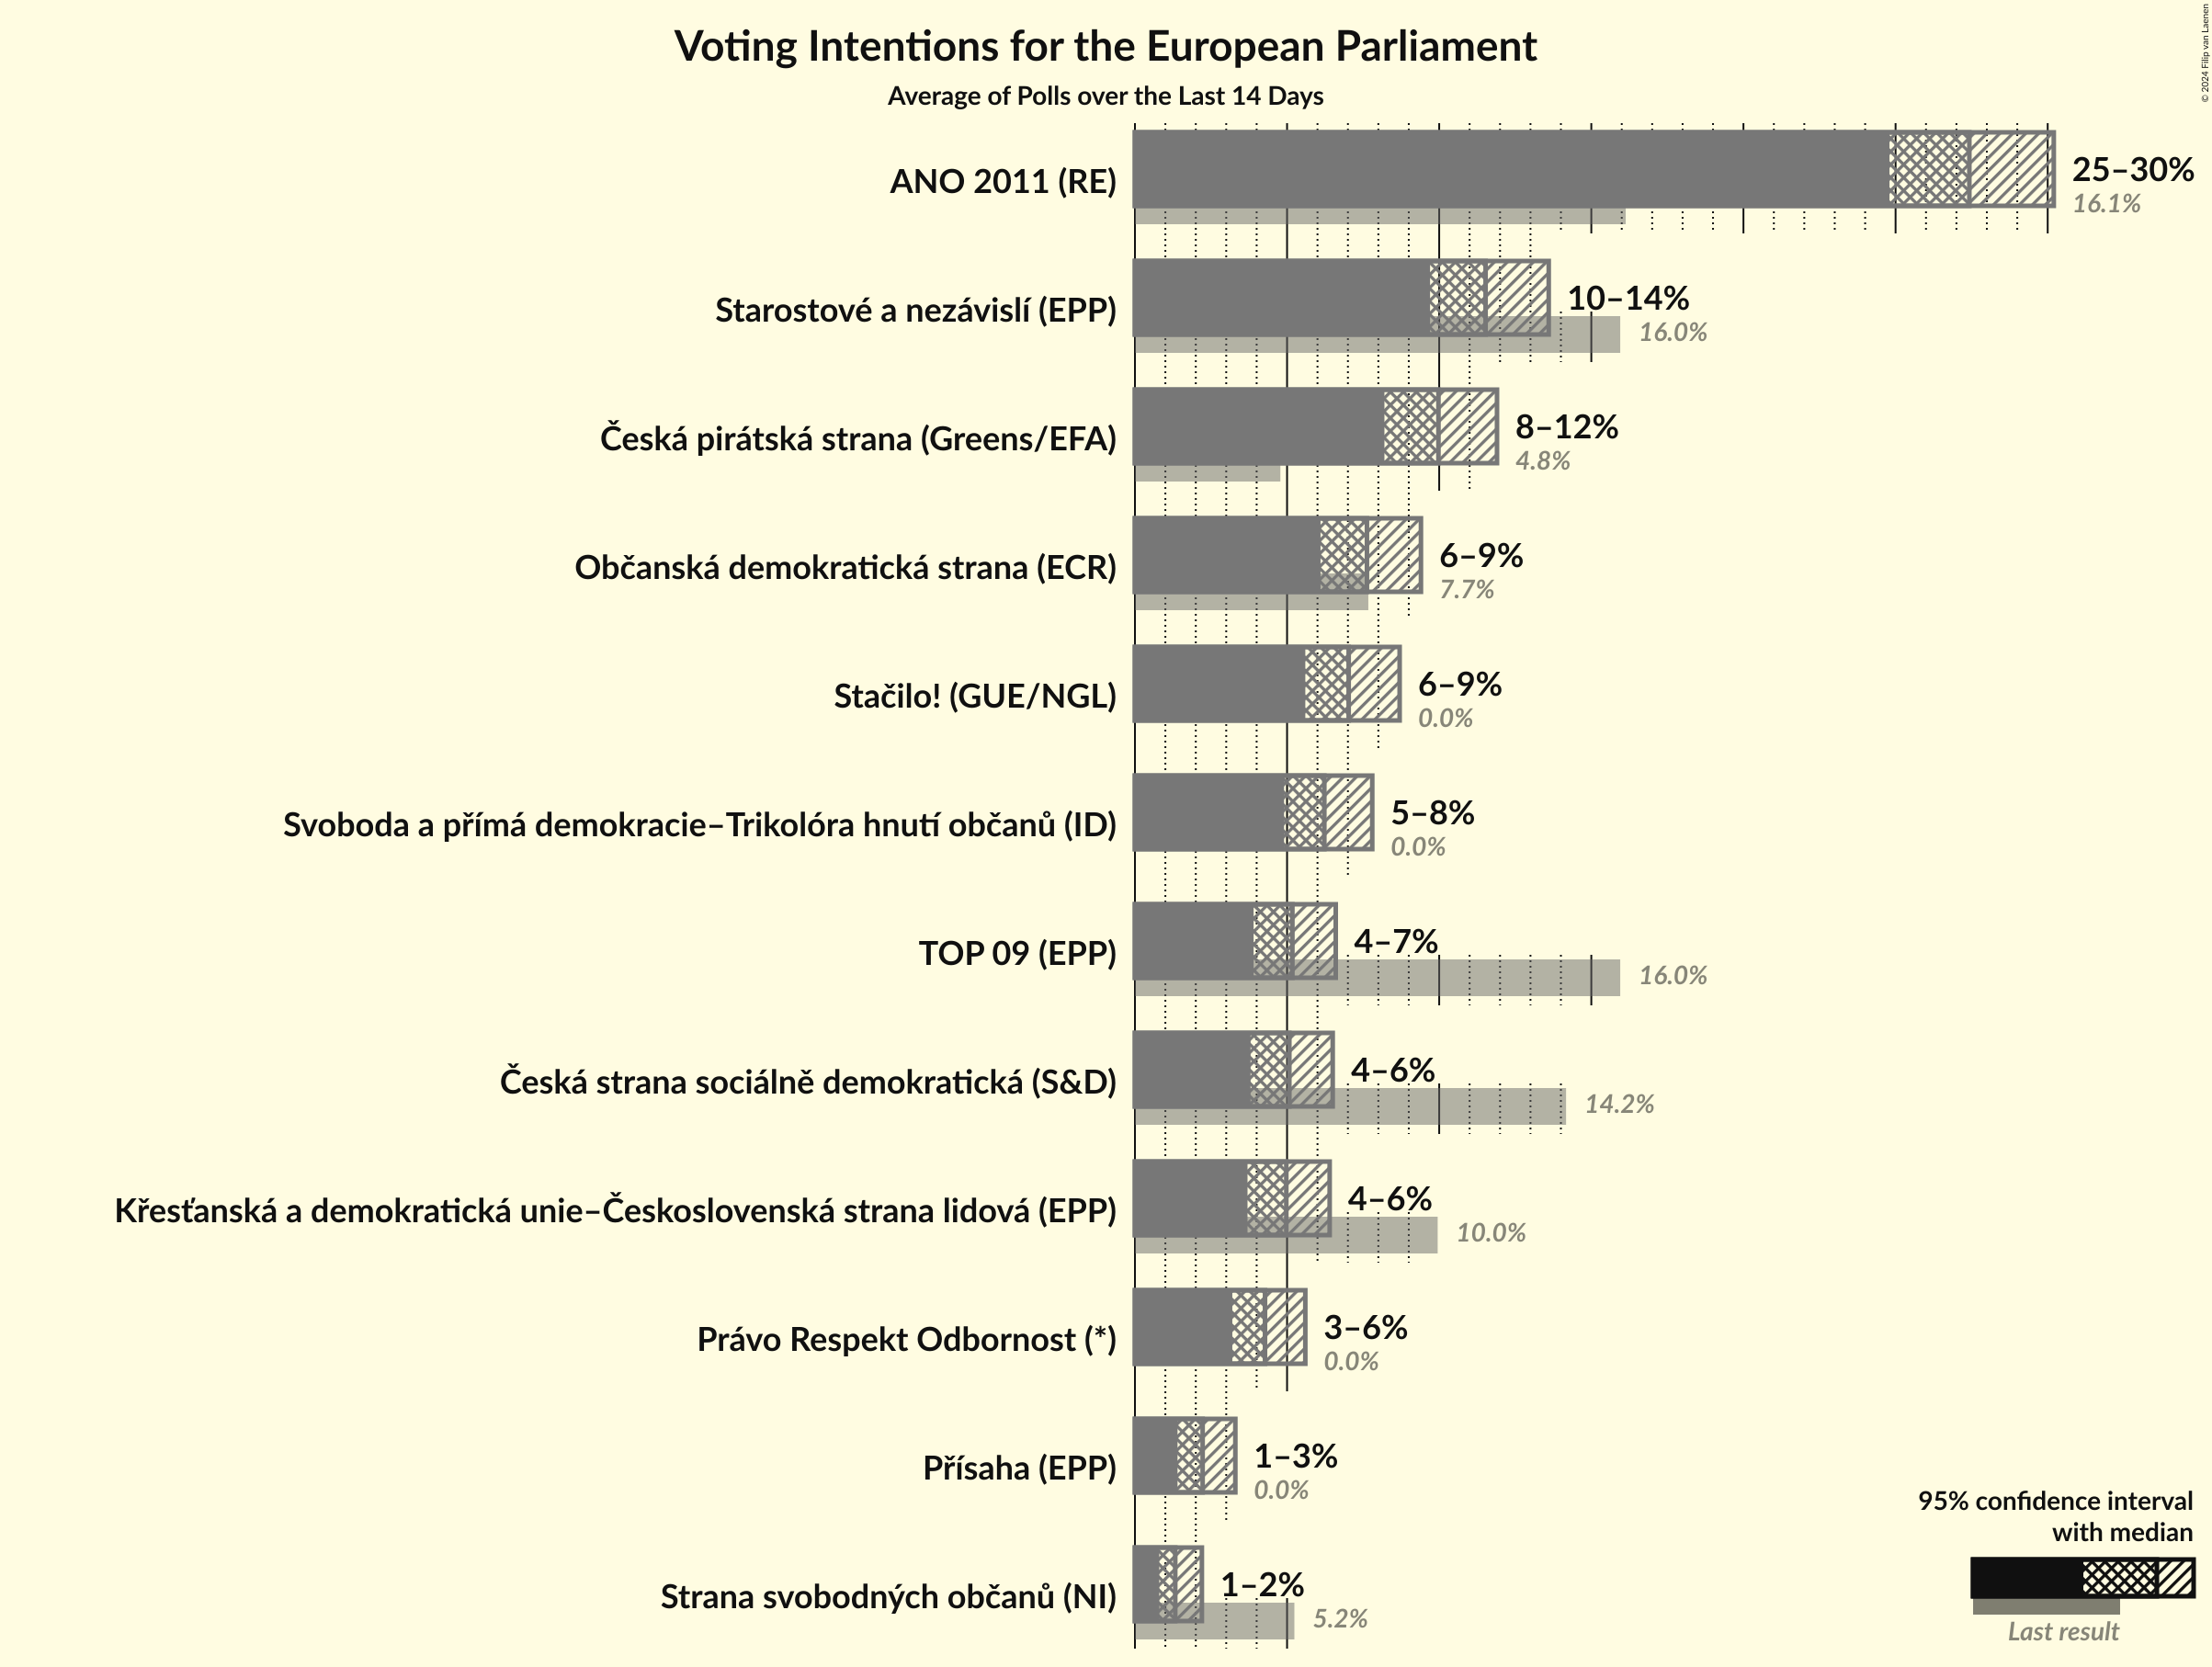 Voting Intentions for the European Parliament
Average of Polls over the Last 14 Days
© 2024 Filip van Laenen
ANO 2011 (RE)
25–30%
16.1%
Starostové a nezávislí (EPP)
10–14%
16.0%
Česká pirátská strana (Greens/EFA)
8–12%
4.8%
Občanská demokratická strana (ECR)
6–9%
7.7%
Stačilo! (GUE/NGL)
6–9%
0.0%
Svoboda a přímá demokracie–Trikolóra hnutí občanů (ID)
5–8%
0.0%
TOP 09 (EPP)
4–7%
16.0%
Česká strana sociálně demokratická (S&D)
4–6%
14.2%
Křesťanská a demokratická unie–Československá strana lidová (EPP)
4–6%
10.0%
Právo Respekt Odbornost (*)
3–6%
0.0%
Přísaha (EPP)
1–3%
0.0%
Strana svobodných občanů (NI)
1–2%
5.2%
95% confidence interval
with median
Last result